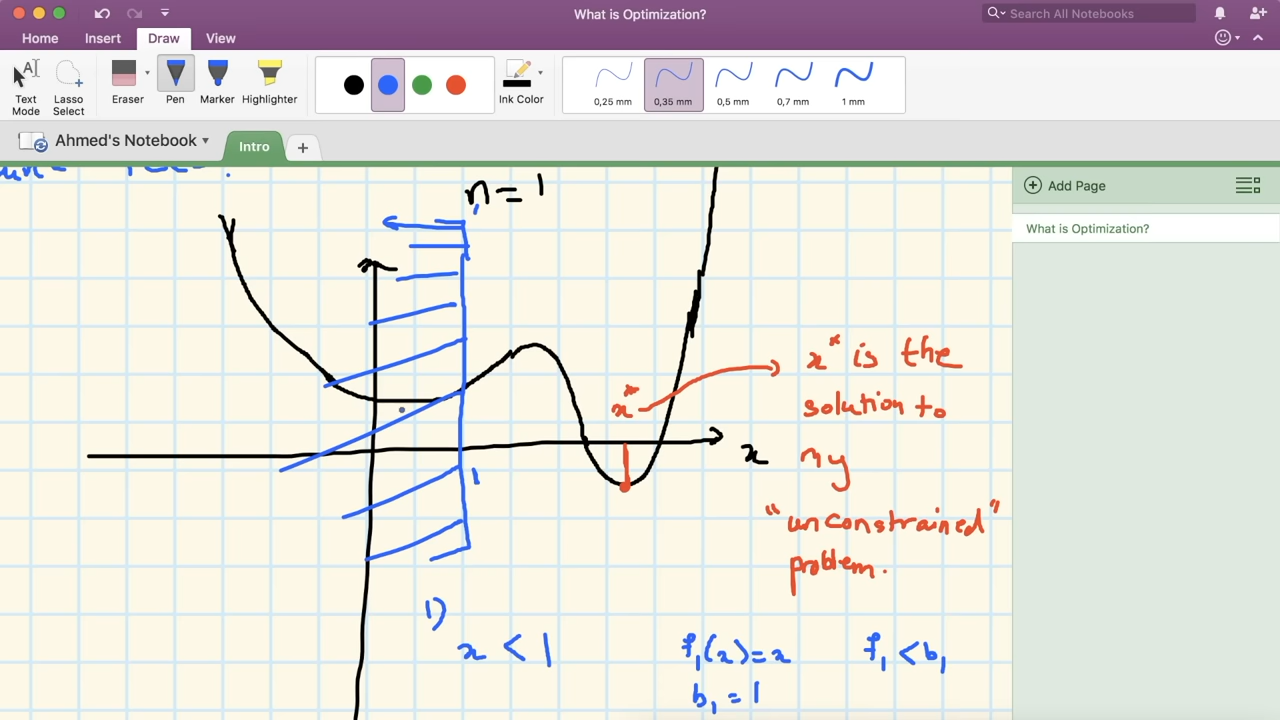 What is Optimization?
Search All Notebooks
Home Insert Draw View
Text Mode
Lasso Select
Eraser
Pen
Marker
Highlighter
Ink Color
0,25 mm
0,35 mm
0,5 mm
0,7 mm
1 mm
Ahmed's Notebook
Intro
Add Page
What is Optimization?
n = 1
x* is the
x*
solution to
x
my
1
"unconstrained"
problem.
1)
x < 1
f₁(x) = x
f₁ < b₁
b₁ = 1